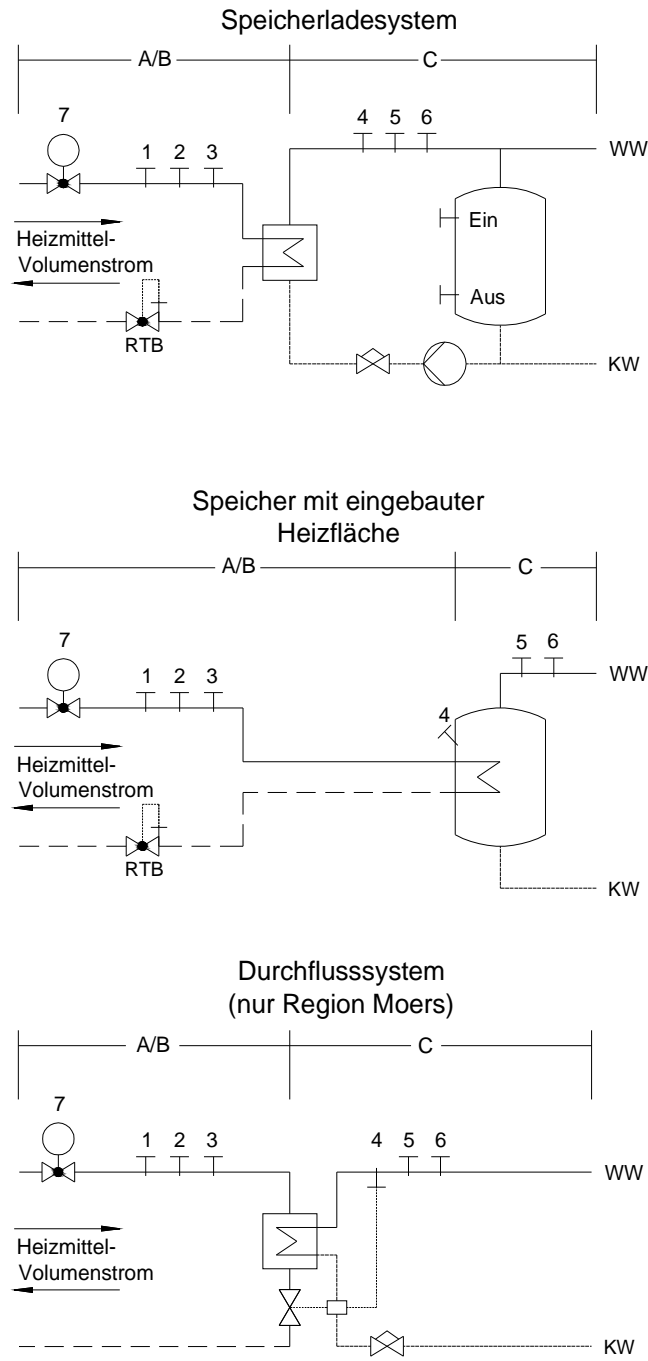 Speicherladesystem
A/B C
7
1 2 3 4 5 6
WW
Ein
Heizmittel-
Volumenstrom
Aus
RTB
KW
Speicher mit eingebauter
Heizfläche
A/B C
7
1 2 3 5 6
WW
4
Heizmittel-
Volumenstrom
RTB
KW
Durchflusssystem
(nur Region Moers)
A/B C
7
1 2 3 4 5 6
WW
Heizmittel-
Volumenstrom
KW